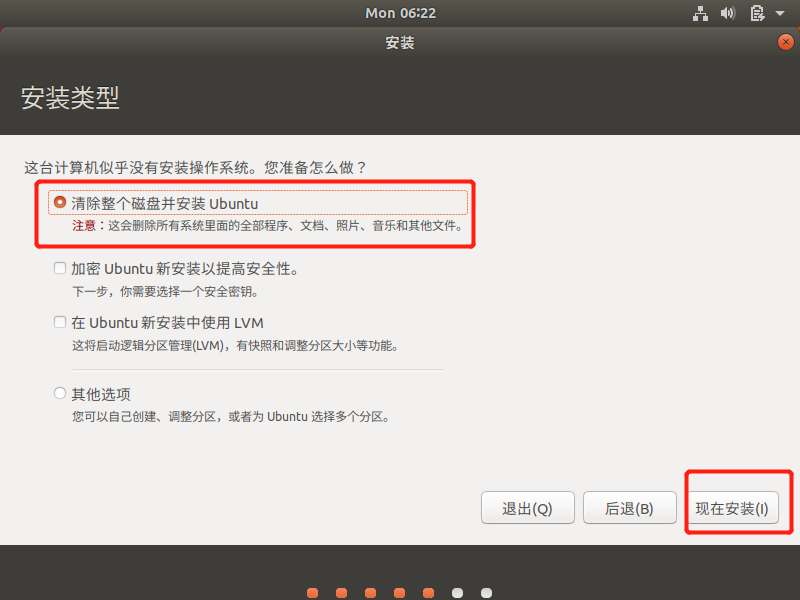 Mon 06:22
安装
安装类型
这台计算机似乎没有安装操作系统。您准备怎么做？
清除整个磁盘并安装 Ubuntu
注意：这会删除所有系统里面的全部程序、文档、照片、音乐和其他文件。
加密 Ubuntu 新安装以提高安全性。
下一步，你需要选择一个安全密钥。
在 Ubuntu 新安装中使用 LVM
这将启动逻辑分区管理(LVM)，有快照和调整分区大小等功能。
其他选项
您可以自己创建、调整分区，或者为 Ubuntu 选择多个分区。
退出(Q)
后退(B)
现在安装(I)